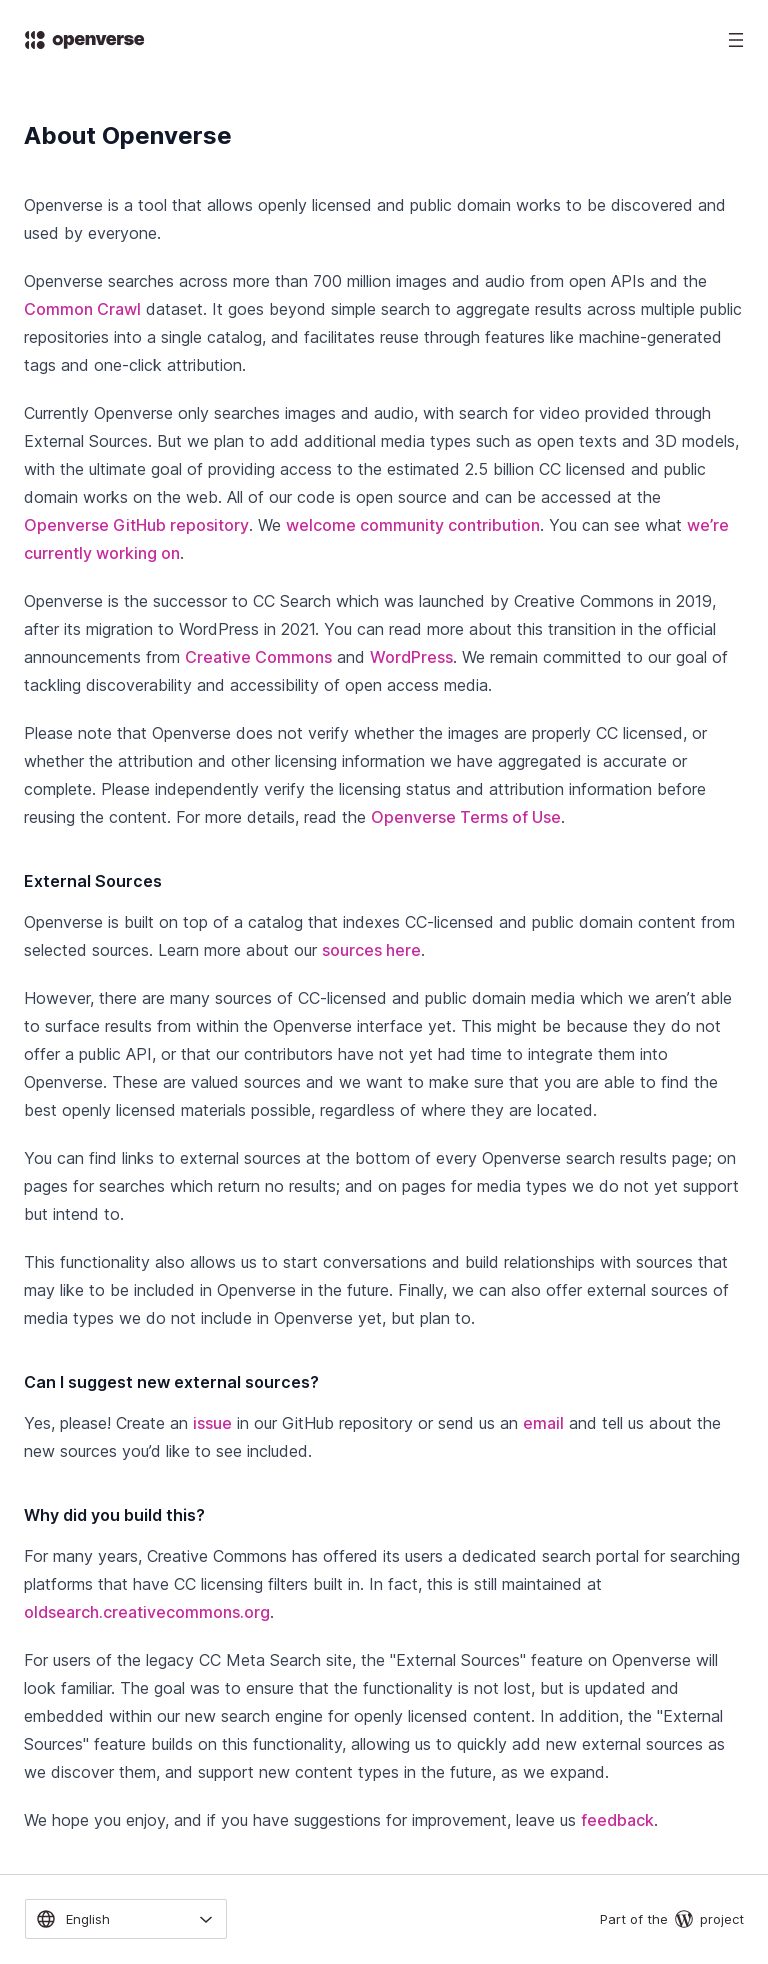 openverse
About Openverse
Openverse is a tool that allows openly licensed and public domain works to be discovered and
used by everyone.
Openverse searches across more than 700 million images and audio from open APIs and the
Common Crawl dataset. It goes beyond simple search to aggregate results across multiple public
repositories into a single catalog, and facilitates reuse through features like machine-generated
tags and one-click attribution.
Currently Openverse only searches images and audio, with search for video provided through
External Sources. But we plan to add additional media types such as open texts and 3D models,
with the ultimate goal of providing access to the estimated 2.5 billion CC licensed and public
domain works on the web. All of our code is open source and can be accessed at the
Openverse GitHub repository. We welcome community contribution. You can see what we’re
currently working on.
Openverse is the successor to CC Search which was launched by Creative Commons in 2019,
after its migration to WordPress in 2021. You can read more about this transition in the official
announcements from Creative Commons and WordPress. We remain committed to our goal of
tackling discoverability and accessibility of open access media.
Please note that Openverse does not verify whether the images are properly CC licensed, or
whether the attribution and other licensing information we have aggregated is accurate or
complete. Please independently verify the licensing status and attribution information before
reusing the content. For more details, read the Openverse Terms of Use.
External Sources
Openverse is built on top of a catalog that indexes CC-licensed and public domain content from
selected sources. Learn more about our sources here.
However, there are many sources of CC-licensed and public domain media which we aren’t able
to surface results from within the Openverse interface yet. This might be because they do not
offer a public API, or that our contributors have not yet had time to integrate them into
Openverse. These are valued sources and we want to make sure that you are able to find the
best openly licensed materials possible, regardless of where they are located.
You can find links to external sources at the bottom of every Openverse search results page; on
pages for searches which return no results; and on pages for media types we do not yet support
but intend to.
This functionality also allows us to start conversations and build relationships with sources that
may like to be included in Openverse in the future. Finally, we can also offer external sources of
media types we do not include in Openverse yet, but plan to.
Can I suggest new external sources?
Yes, please! Create an issue in our GitHub repository or send us an email and tell us about the
new sources you’d like to see included.
Why did you build this?
For many years, Creative Commons has offered its users a dedicated search portal for searching
platforms that have CC licensing filters built in. In fact, this is still maintained at
oldsearch.creativecommons.org.
For users of the legacy CC Meta Search site, the "External Sources" feature on Openverse will
look familiar. The goal was to ensure that the functionality is not lost, but is updated and
embedded within our new search engine for openly licensed content. In addition, the "External
Sources" feature builds on this functionality, allowing us to quickly add new external sources as
we discover them, and support new content types in the future, as we expand.
We hope you enjoy, and if you have suggestions for improvement, leave us feedback.
English
Part of the project